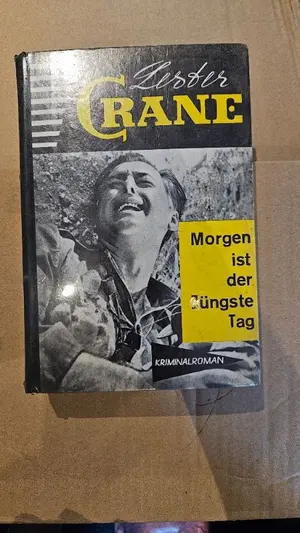 Lester
CRANE
Morgen
ist
der
Jüngste
Tag
KRIMINALROMAN